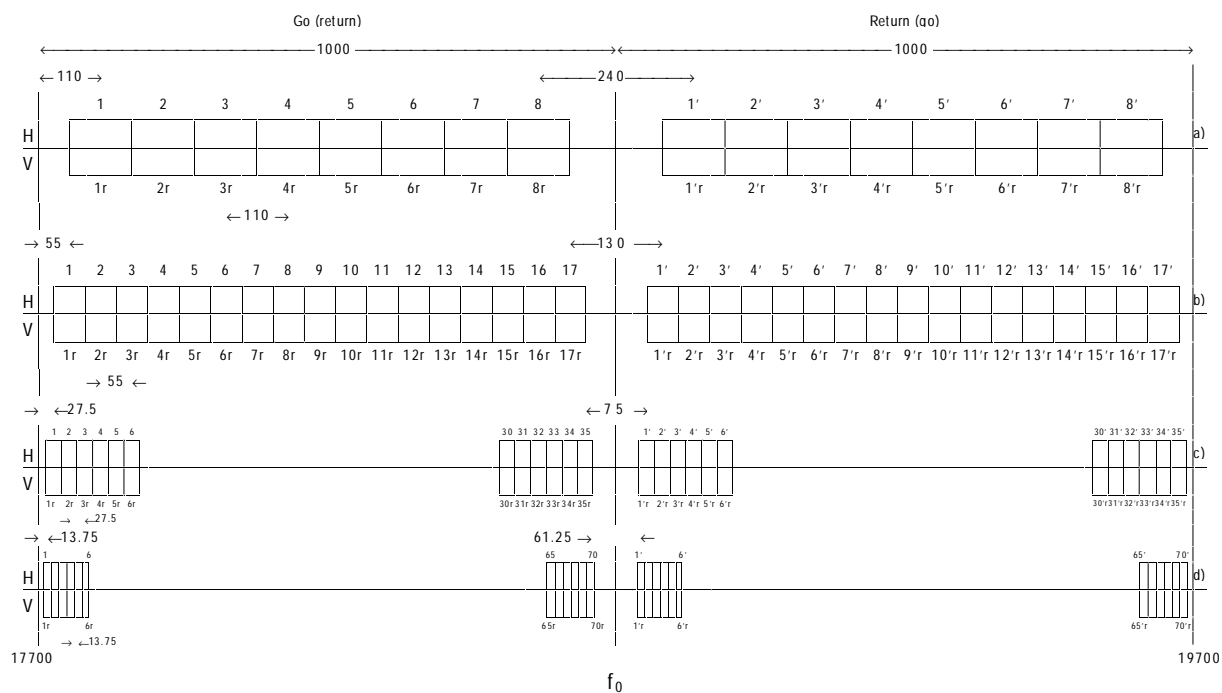 Go (return) Return (go)
1000 1000
110 240
1 2 3 4 5 6 7 8 1' 2' 3' 4' 5' 6' 7' 8'
H
a)
V
1r 2r 3r 4r 5r 6r 7r 8r 1'r 2'r 3'r 4'r 5'r 6'r 7'r 8'r
110
55 130
1 2 3 4 5 6 7 8 9 10 11 12 13 14 15 16 17 1' 2' 3' 4' 5' 6' 7' 8' 9' 10' 11' 12' 13' 14' 15' 16' 17'
H
b)
V
1r 2r 3r 4r 5r 6r 7r 8r 9r 10r 11r 12r 13r 14r 15r 16r 17r 1'r 2'r 3'r 4'r 5'r 6'r 7'r 8'r 9'r 10'r 11'r 12'r 13'r 14'r 15'r 16'r 17'r
55
27.5 75
1 2 3 4 5 6 30 31 32 33 34 35 1' 2' 3' 4' 5' 6' 30' 31' 32' 33' 34' 35'
H
c)
V
1r 2r 3r 4r 5r 6r 30r 31r 32r 33r 34r 35r 1'r 2'r 3'r 4'r 5'r 6'r 30'r 31'r 32'r 33'r 34'r 35'r
27.5
13.75 61.25
1 6 65 70 1' 6' 65' 70'
H
d)
V
1r 6r 65r 70r 1'r 6'r 65'r 70'r
13.75
17700 19700
f0